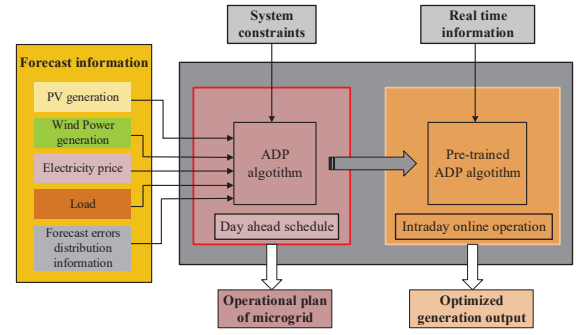 System
constraints
Real time
information
Forecast information
PV generation
Wind Power
generation
Electricity price
Load
Forecast errors
distribution
information
ADP
algotithm
Day ahead schedule
Pre-trained
ADP algorithm
Intraday online operation
Operational plan
of microgrid
Optimized
generation output